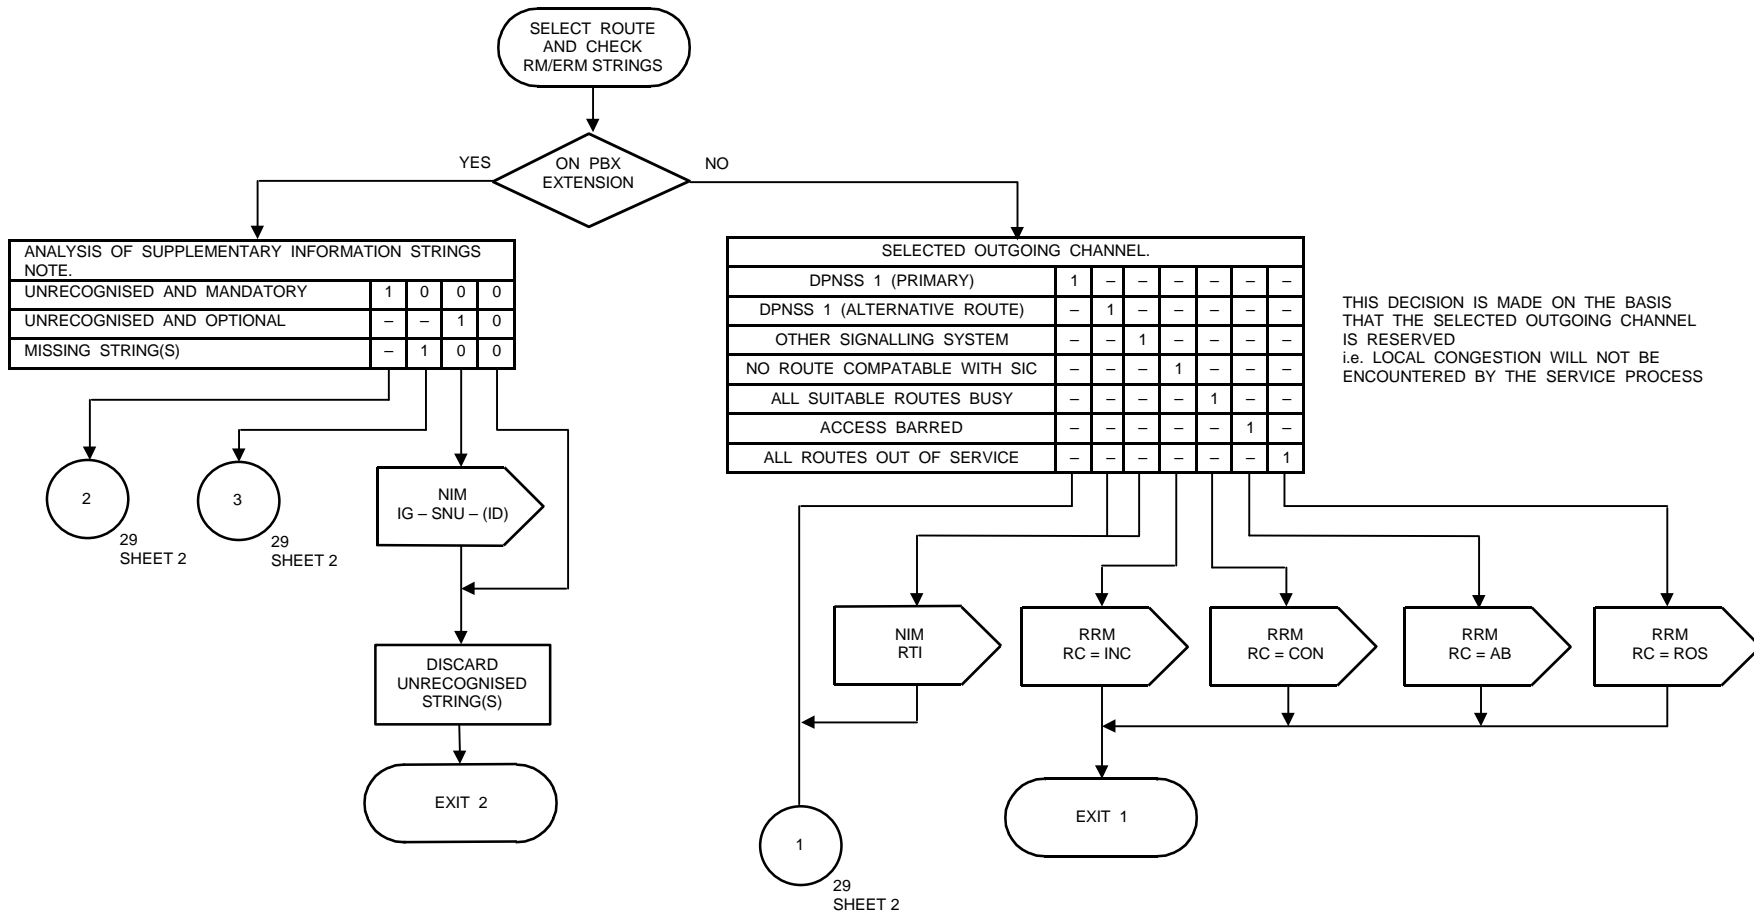 SELECT ROUTE
AND CHECK
RM/ERM STRINGS
YES
ON PBX
EXTENSION
NO
ANALYSIS OF SUPPLEMENTARY INFORMATION STRINGS
NOTE.
UNRECOGNISED AND MANDATORY 1 0 0 0
UNRECOGNISED AND OPTIONAL – – 1 0
MISSING STRING(S) – 1 0 0
SELECTED OUTGOING CHANNEL.
DPNSS 1 (PRIMARY) 1 – – – – – –
DPNSS 1 (ALTERNATIVE ROUTE) – 1 – – – – –
OTHER SIGNALLING SYSTEM – – 1 – – – –
NO ROUTE COMPATABLE WITH SIC – – – 1 – – –
ALL SUITABLE ROUTES BUSY – – – – 1 – –
ACCESS BARRED – – – – – 1 –
ALL ROUTES OUT OF SERVICE – – – – – – 1
THIS DECISION IS MADE ON THE BASIS
THAT THE SELECTED OUTGOING CHANNEL
IS RESERVED
i.e. LOCAL CONGESTION WILL NOT BE
ENCOUNTERED BY THE SERVICE PROCESS
2
29
SHEET 2
3
29
SHEET 2
NIM
IG – SNU – (ID)
DISCARD
UNRECOGNISED
STRING(S)
EXIT 2
NIM
RTI
RRM
RC = INC
RRM
RC = CON
RRM
RC = AB
RRM
RC = ROS
1
29
SHEET 2
EXIT 1